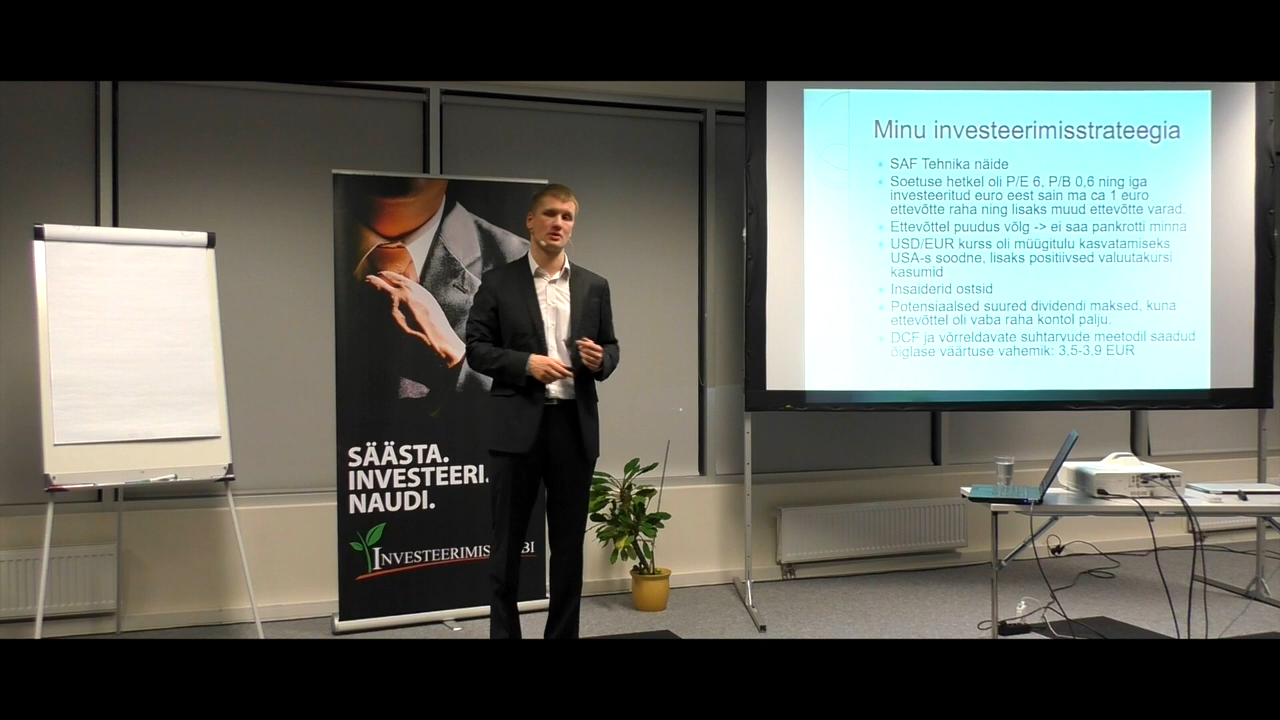 SÄÄSTA.
INVESTEERI.
NAUDI.
Minu investeerimisstrateegia
SAF Tehnika näide
Soetuse hetkel oli P/E 6, P/B 0,6 ning iga
investeeritud euro eest sain ma ca 1 euro
ettevõtte raha ning lisaks muud ettevõtte varad.
Ettevõttel puudus võlg -> ei saa pankrotti minna
USD/EUR kurss oli müügitulu kasvatamiseks
USA-s soodne, lisaks positiivsed valuutakursi
kasumid
Insaiderid ostsid
Potensiaalsed suured dividendi maksed, kuna
ettevõttel oli vaba raha kontol palju.
DCF ja võrreldavate suhtarvude meetodil saadud
õiglase väärtuse vahemik: 3,5-3,9 EUR